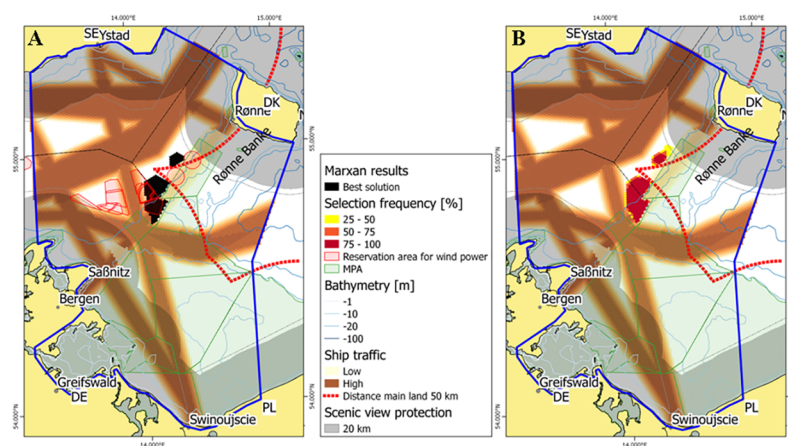 14.000°E
15.000°E
A
SE
Ystad
DK
Rønne
Rønne Banke
55.000°N
Saßnitz
Bergen
Greifswald
DE
Swinoujscie
PL
54.000°N
14.000°E
Marxan results
Best solution
Selection frequency [%]
25 - 50
50 - 75
75 - 100
Reservation area for wind power
MPA
Bathymetry [m]
-1
-10
-20
-100
Ship traffic
Low
High
Distance main land 50 km
Scenic view protection
20 km
14.000°E
15.000°E
B
SE
Ystad
DK
Rønne
Rønne Banke
55.000°N
Saßnitz
Bergen
Greifswald
DE
Swinoujscie
PL
54.000°N
14.000°E